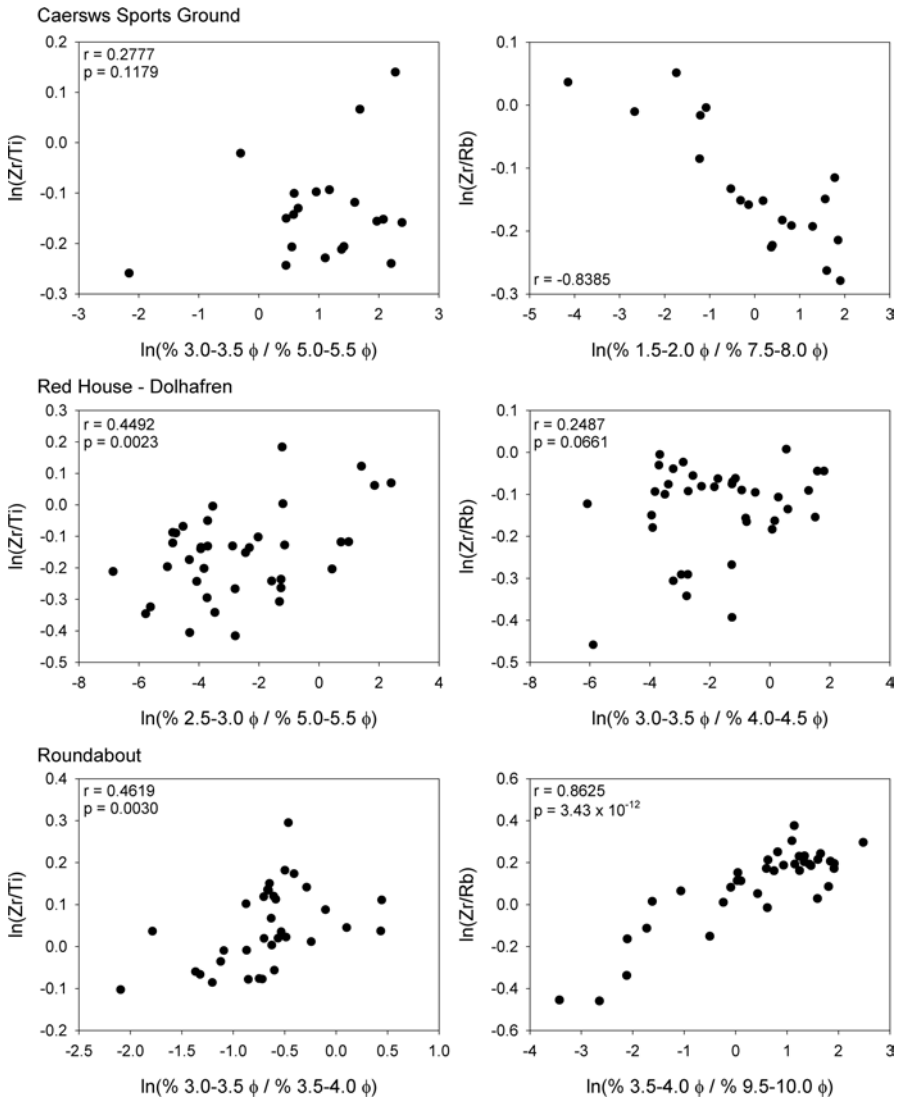 Caersws Sports Ground
r = 0.2777
p = 0.1179
0.2
0.1
0.0
-0.1
-0.2
-0.3
ln(Zr/Ti)
-3 -2 -1 0 1 2 3
ln(% 3.0-3.5 ϕ / % 5.0-5.5 ϕ)
0.1
0.0
-0.1
-0.2
-0.3
ln(Zr/Rb)
r = -0.8385
-5 -4 -3 -2 -1 0 1 2 3
ln(% 1.5-2.0 ϕ / % 7.5-8.0 ϕ)
Red House - Dolhafren
r = 0.4492
p = 0.0023
0.3
0.2
0.1
0.0
-0.1
-0.2
-0.3
-0.4
-0.5
ln(Zr/Ti)
-8 -6 -4 -2 0 2 4
ln(% 2.5-3.0 ϕ / % 5.0-5.5 ϕ)
r = 0.2487
p = 0.0661
0.1
0.0
-0.1
-0.2
-0.3
-0.4
-0.5
ln(Zr/Rb)
-8 -6 -4 -2 0 2 4
ln(% 3.0-3.5 ϕ / % 4.0-4.5 ϕ)
Roundabout
r = 0.4619
p = 0.0030
0.4
0.3
0.2
0.1
0.0
-0.1
-0.2
ln(Zr/Ti)
-2.5 -2.0 -1.5 -1.0 -0.5 0.0 0.5 1.0
ln(% 3.0-3.5 ϕ / % 3.5-4.0 ϕ)
r = 0.8625
p = 3.43 x 10⁻¹²
0.6
0.4
0.2
0.0
-0.2
-0.4
-0.6
ln(Zr/Rb)
-4 -3 -2 -1 0 1 2 3
ln(% 3.5-4.0 ϕ / % 9.5-10.0 ϕ)